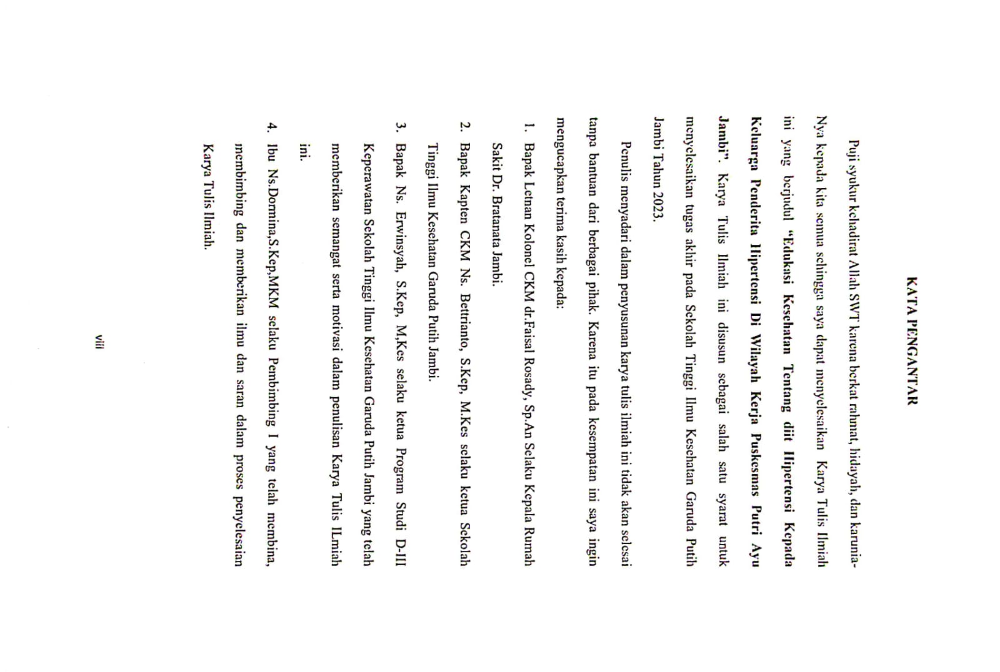 KATA PENGANTAR
Puji syukur kehadirat Allah SWT karena berkat rahmat, hidayah, dan karunia-
Nya kepada kita semua sehingga saya dapat menyelesaikan Karya Tulis Ilmiah
ini yang berjudul “Edukasi Kesehatan Tentang diit Hipertensi Kepada
Keluarga Penderita Hipertensi Di Wilayah Kerja Puskesmas Putri Ayu
Jambi”. Karya Tulis Ilmiah ini disusun sebagai salah satu syarat untuk
menyelesaikan tugas akhir pada Sekolah Tinggi Ilmu Kesehatan Garuda Putih
Jambi Tahun 2023.
Penulis menyadari dalam penyusunan karya tulis ilmiah ini tidak akan selesai
tanpa bantuan dari berbagai pihak. Karena itu pada kesempatan ini saya ingin
mengucapkan terima kasih kepada:
1. Bapak Letnan Kolonel CKM dr.Faisal Rosady, Sp.An Selaku Kepala Rumah
Sakit Dr. Bratanata Jambi.
2. Bapak Kapten CKM Ns. Bettrianto, S.Kep, M.Kes selaku ketua Sekolah
Tinggi Ilmu Kesehatan Garuda Putih Jambi.
3. Bapak Ns. Erwinsyah, S.Kep, M,Kes selaku ketua Program Studi D-III
Keperawatan Sekolah Tinggi Ilmu Kesehatan Garuda Putih Jambi yang telah
memberikan semangat serta motivasi dalam penulisan Karya Tulis ILmiah
ini.
4. Ibu Ns.Dormina,S.Kep,MKM selaku Pembimbing I yang telah membina,
membimbing dan memberikan ilmu dan saran dalam proses penyelesaian
Karya Tulis Ilmiah.
viii